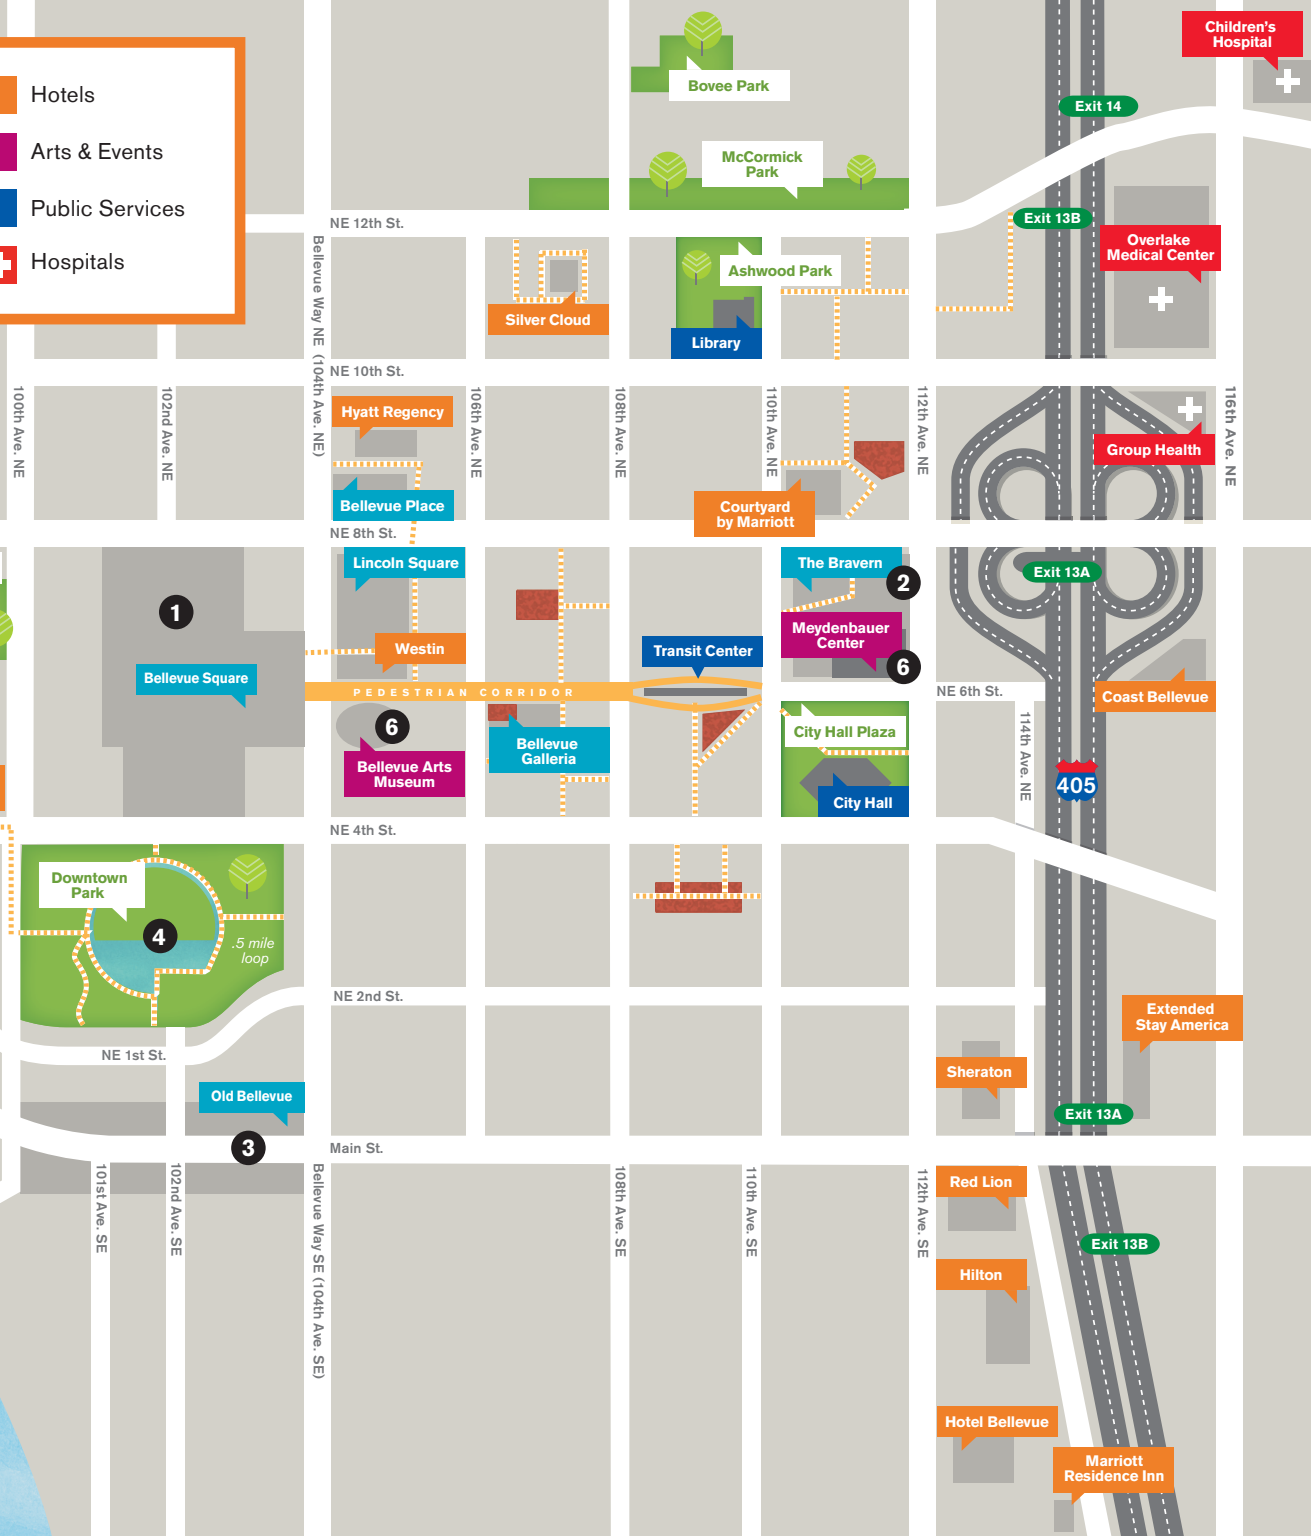 Children's
Hospital
Hotels
Arts & Events
Public Services
Hospitals
Bovee Park
Exit 14
McCormick
Park
NE 12th St.
Exit 13B
Bellevue Way NE (104th Ave. NE)
Overlake
Medical Center
Ashwood Park
Silver Cloud
Library
NE 10th St.
100th Ave. NE
102nd Ave. NE
106th Ave. NE
108th Ave. NE
110th Ave. NE
112th Ave. NE
116th Ave. NE
Hyatt Regency
Group Health
Bellevue Place
Courtyard
by Marriott
NE 8th St.
Lincoln Square
The Bravern
2
Exit 13A
1
Meydenbauer
Center
6
Westin
Transit Center
Bellevue Square
PEDESTRIAN CORRIDOR
NE 6th St.
Coast Bellevue
6
City Hall Plaza
114th Ave. NE
Bellevue
Galleria
Bellevue Arts
Museum
405
City Hall
NE 4th St.
Downtown
Park
4
.5 mile
loop
NE 2nd St.
Extended
Stay America
NE 1st St.
Sheraton
Old Bellevue
Exit 13A
3
Main St.
101st Ave. SE
102nd Ave. SE
Bellevue Way SE (104th Ave. SE)
108th Ave. SE
110th Ave. SE
112th Ave. SE
Red Lion
Exit 13B
Hilton
Hotel Bellevue
Marriott
Residence Inn